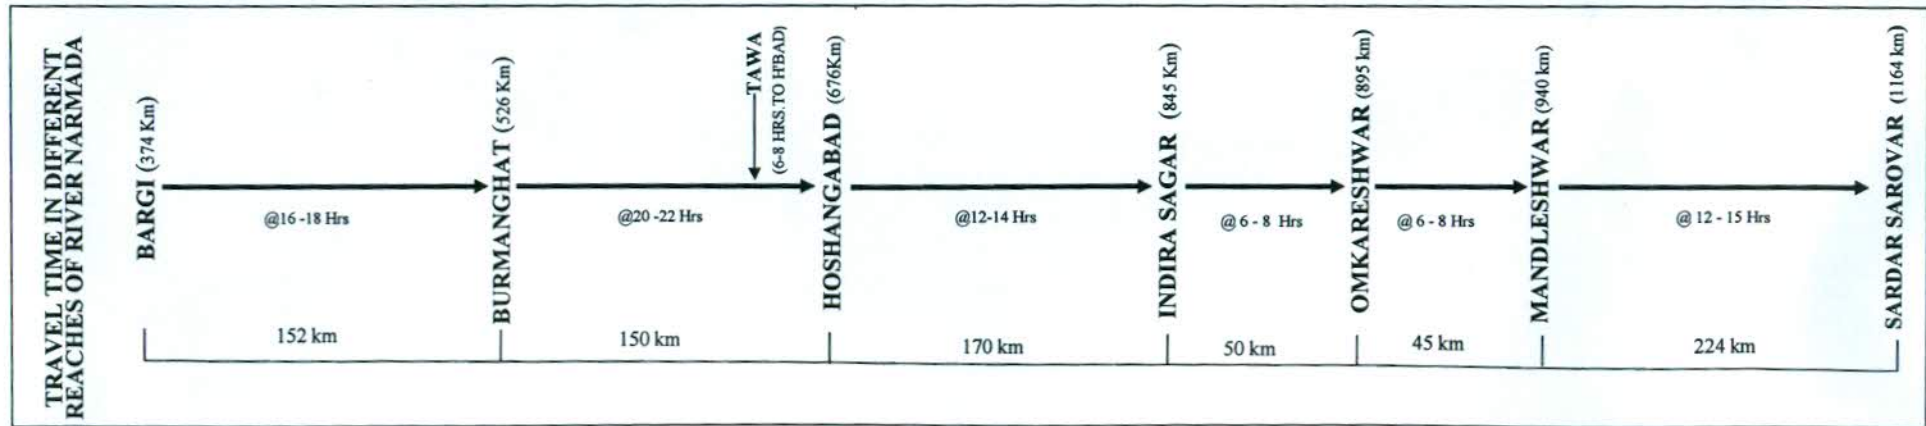 TRAVEL TIME IN DIFFERENT
REACHES OF RIVER NARMADA
BARGI (374 Km)
@16 -18 Hrs
BURMANGHAT (526 Km)
@20 -22 Hrs
TAWA
(6-8 HRS.TO H'BAD)
HOSHANGABAD (676Km)
@12-14 Hrs
INDIRA SAGAR (845 Km)
@ 6 - 8 Hrs
OMKARESHWAR (895 km)
@ 6 - 8 Hrs
MANDLESHWAR (940 km)
@ 12 - 15 Hrs
SARDAR SAROVAR (1164 km)
152 km
150 km
170 km
50 km
45 km
224 km